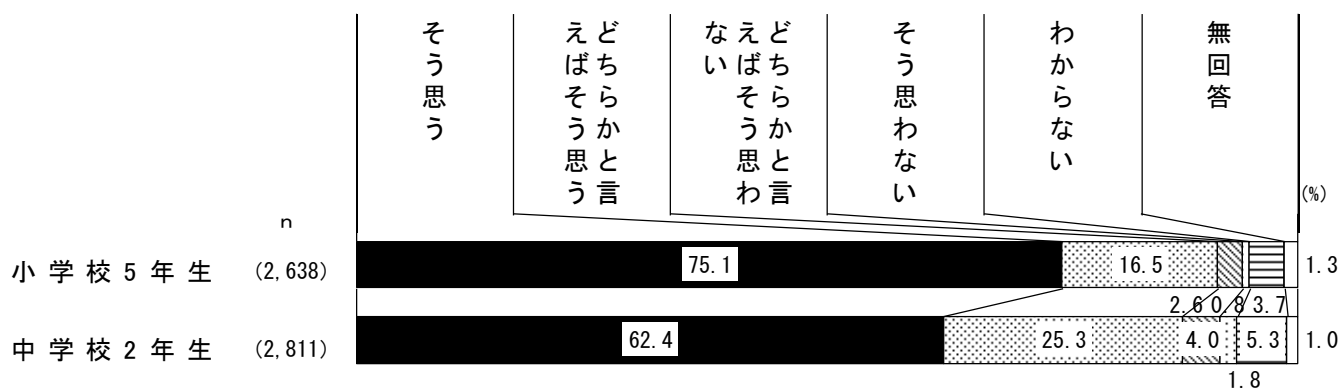 そう思う
どちらかと言
えばそう思う
どちらかと言
えばそう思わ
ない
そう思わない
わからない
無回答
(%)
n
小学校5年生 (2,638) 75.1 16.5 1.3
2.6 0.8 3.7
中学校2年生 (2,811) 62.4 25.3 4.0 5.3 1.0
1.8